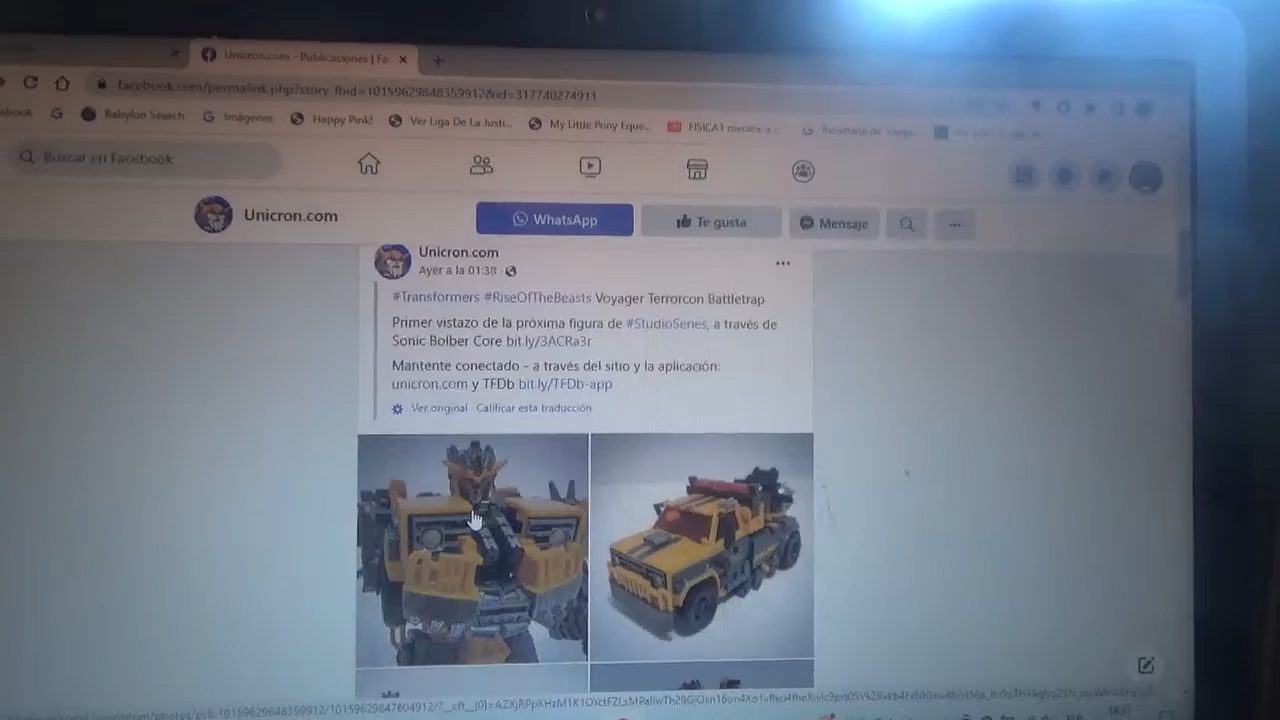 Unicron.com - Publicaciones | Fa
facebook.com/permalink.php?story_fbid=10159629848359912&id=317740274911
ebook
Babylon Search
Imágenes
Happy Pink!
Ver Liga De La Justi...
My Little Pony Eque...
Buscar en Facebook
Unicron.com
WhatsApp
Te gusta
Mensaje
Unicron.com
Ayer a la 01:38
#Transformers #RiseOfTheBeasts Voyager Terrorcon Battletrap
Primer vistazo de la próxima figura de #StudioSeries, a través de
Sonic Bolber Core bit.ly/3ACRa3r
Mantente conectado - a través del sitio y la aplicación:
unicron.com y TFDb bit.ly/TFDb-app
Ver original · Calificar esta traducción
19:37